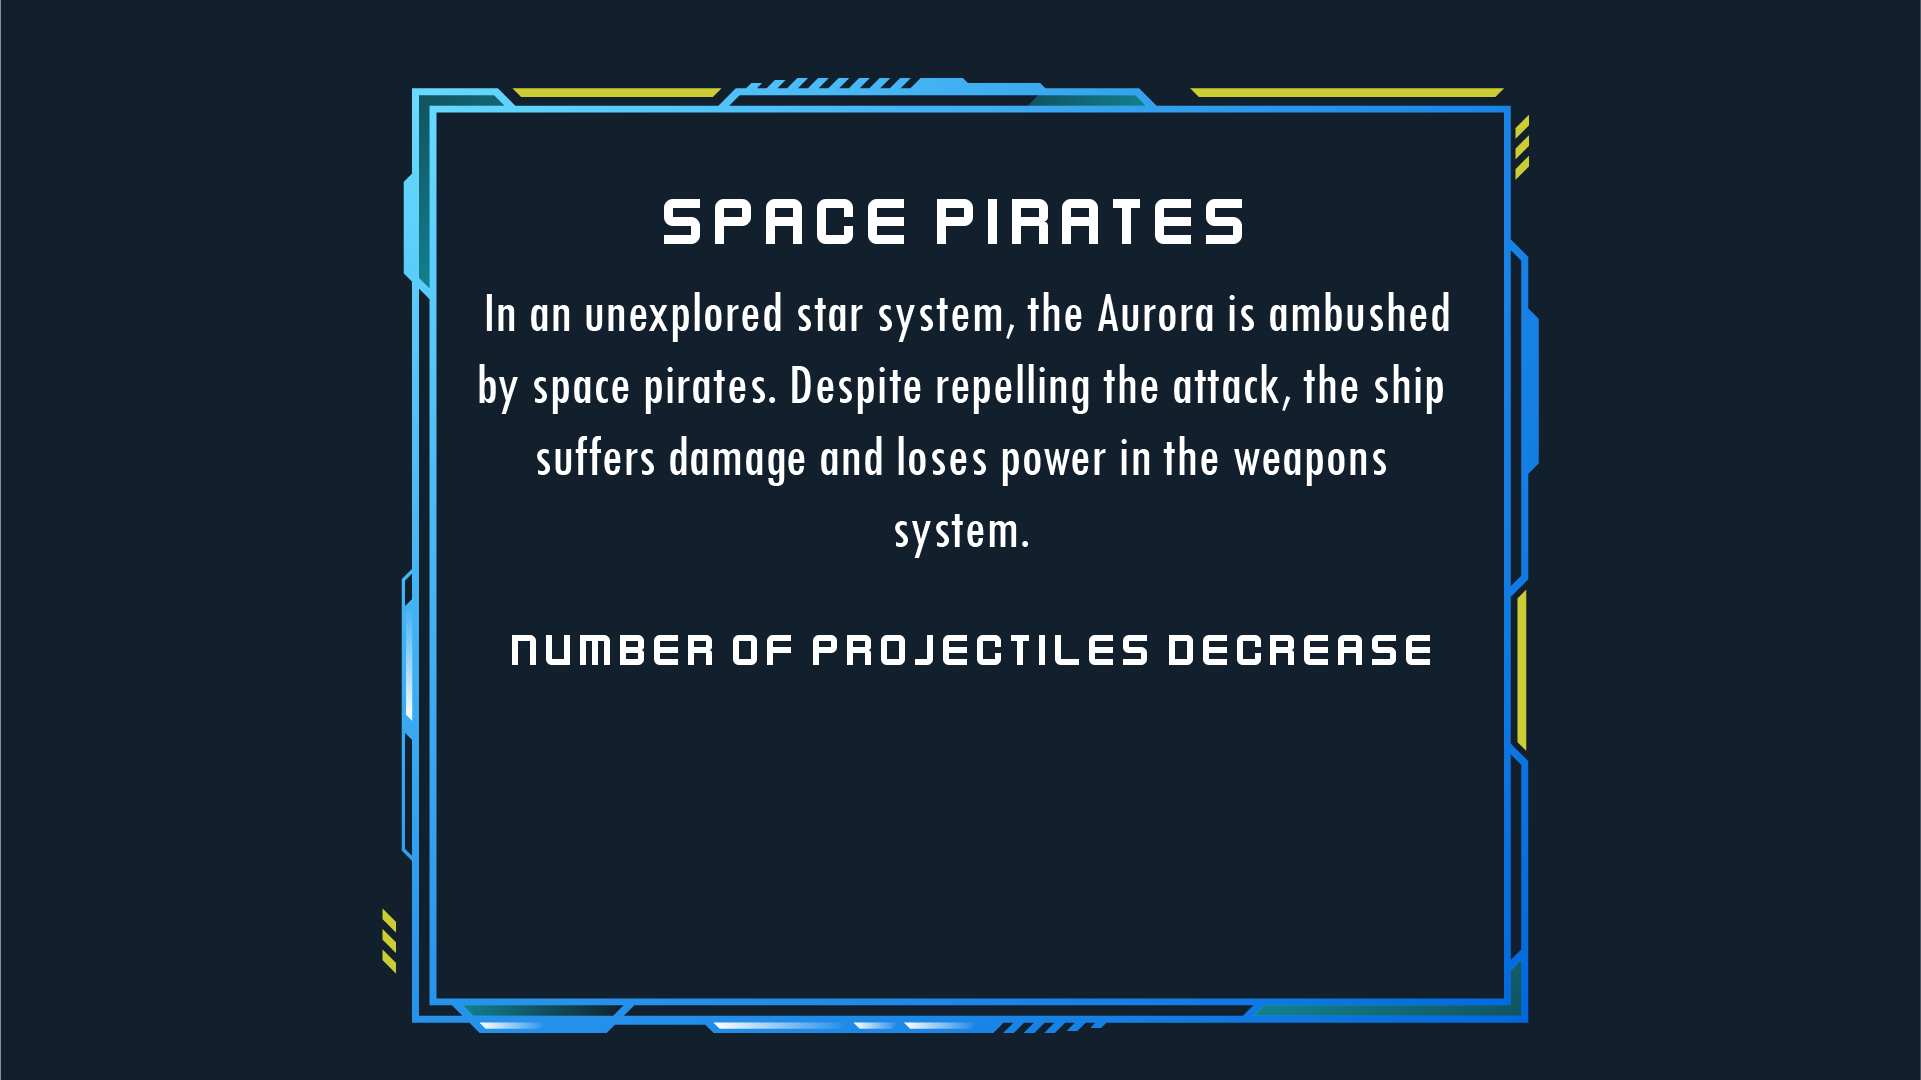 SPACE PIRATES
In an unexplored star system, the Aurora is ambushed
by space pirates. Despite repelling the attack, the ship
suffers damage and loses power in the weapons
system.
NUMBER OF PROJECTILES DECREASE